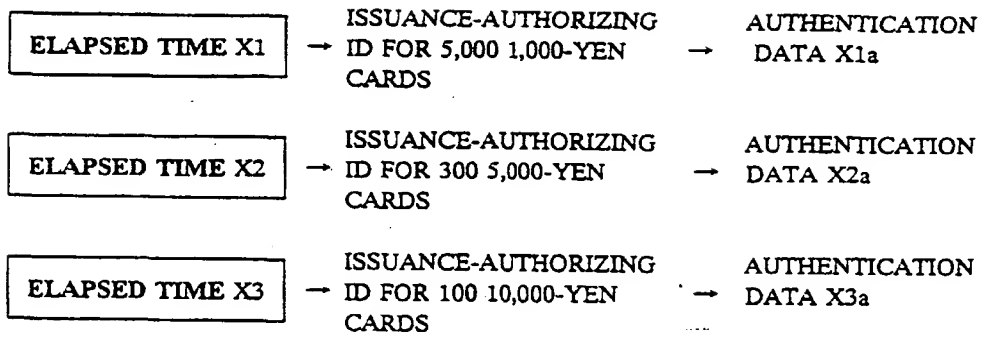 ELAPSED TIME X1 → ISSUANCE-AUTHORIZING ID FOR 5,000 1,000-YEN CARDS → AUTHENTICATION DATA X1a
ELAPSED TIME X2 → ISSUANCE-AUTHORIZING ID FOR 300 5,000-YEN CARDS → AUTHENTICATION DATA X2a
ELAPSED TIME X3 → ISSUANCE-AUTHORIZING ID FOR 100 10,000-YEN CARDS → AUTHENTICATION DATA X3a